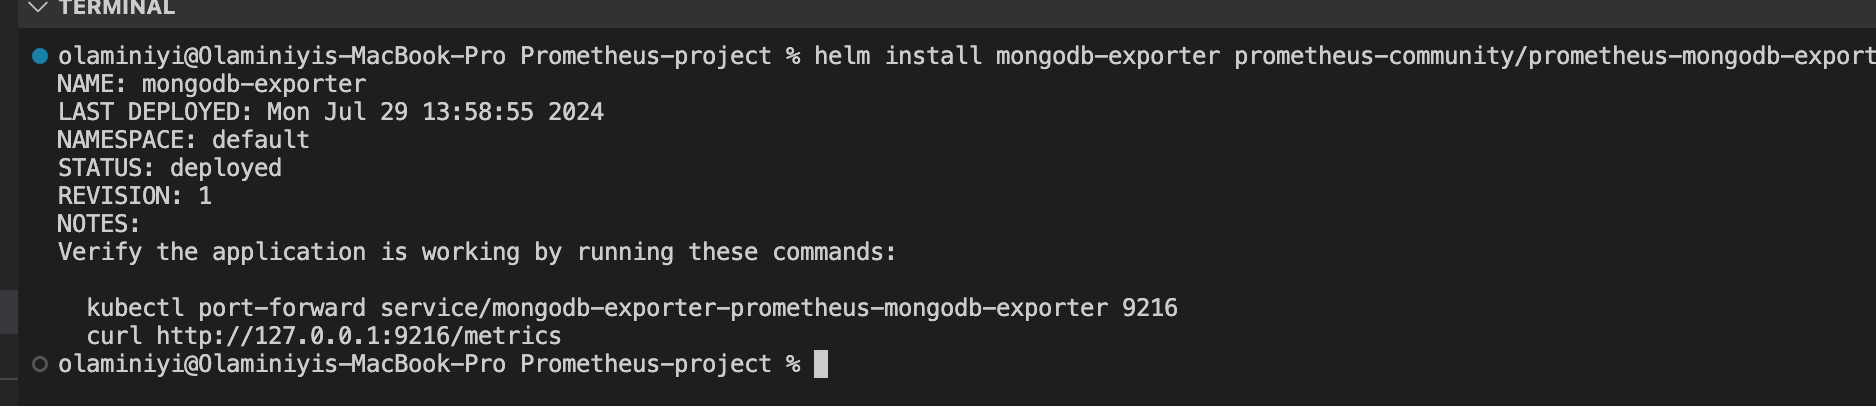 TERMINAL
olaminiyi@Olaminiyis-MacBook-Pro Prometheus-project % helm install mongodb-exporter prometheus-community/prometheus-mongodb-export
NAME: mongodb-exporter
LAST DEPLOYED: Mon Jul 29 13:58:55 2024
NAMESPACE: default
STATUS: deployed
REVISION: 1
NOTES:
Verify the application is working by running these commands:
kubectl port-forward service/mongodb-exporter-prometheus-mongodb-exporter 9216
curl http://127.0.0.1:9216/metrics
olaminiyi@Olaminiyis-MacBook-Pro Prometheus-project %